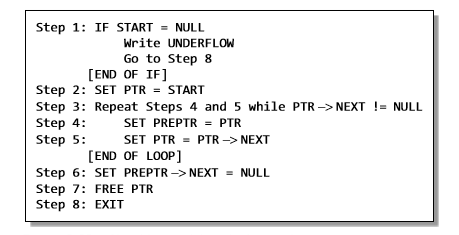 Step 1: IF START = NULL
Write UNDERFLOW
Go to Step 8
[END OF IF]
Step 2: SET PTR = START
Step 3: Repeat Steps 4 and 5 while PTR->NEXT != NULL
Step 4: SET PREPTR = PTR
Step 5: SET PTR = PTR->NEXT
[END OF LOOP]
Step 6: SET PREPTR->NEXT = NULL
Step 7: FREE PTR
Step 8: EXIT